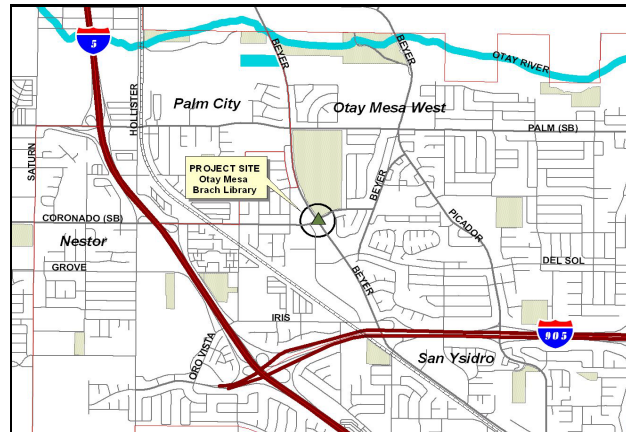 5
BEYER
BEYER
OTAY RIVER
HOLLISTER
Palm City
Otay Mesa West
PALM (SB)
SATURN
PROJECT SITE
Otay Mesa
Brach Library
BEYER
PICADOR
CORONADO (SB)
Nestor
GROVE
DEL SOL
BEYER
IRIS
905
ORO VISTA
San Ysidro